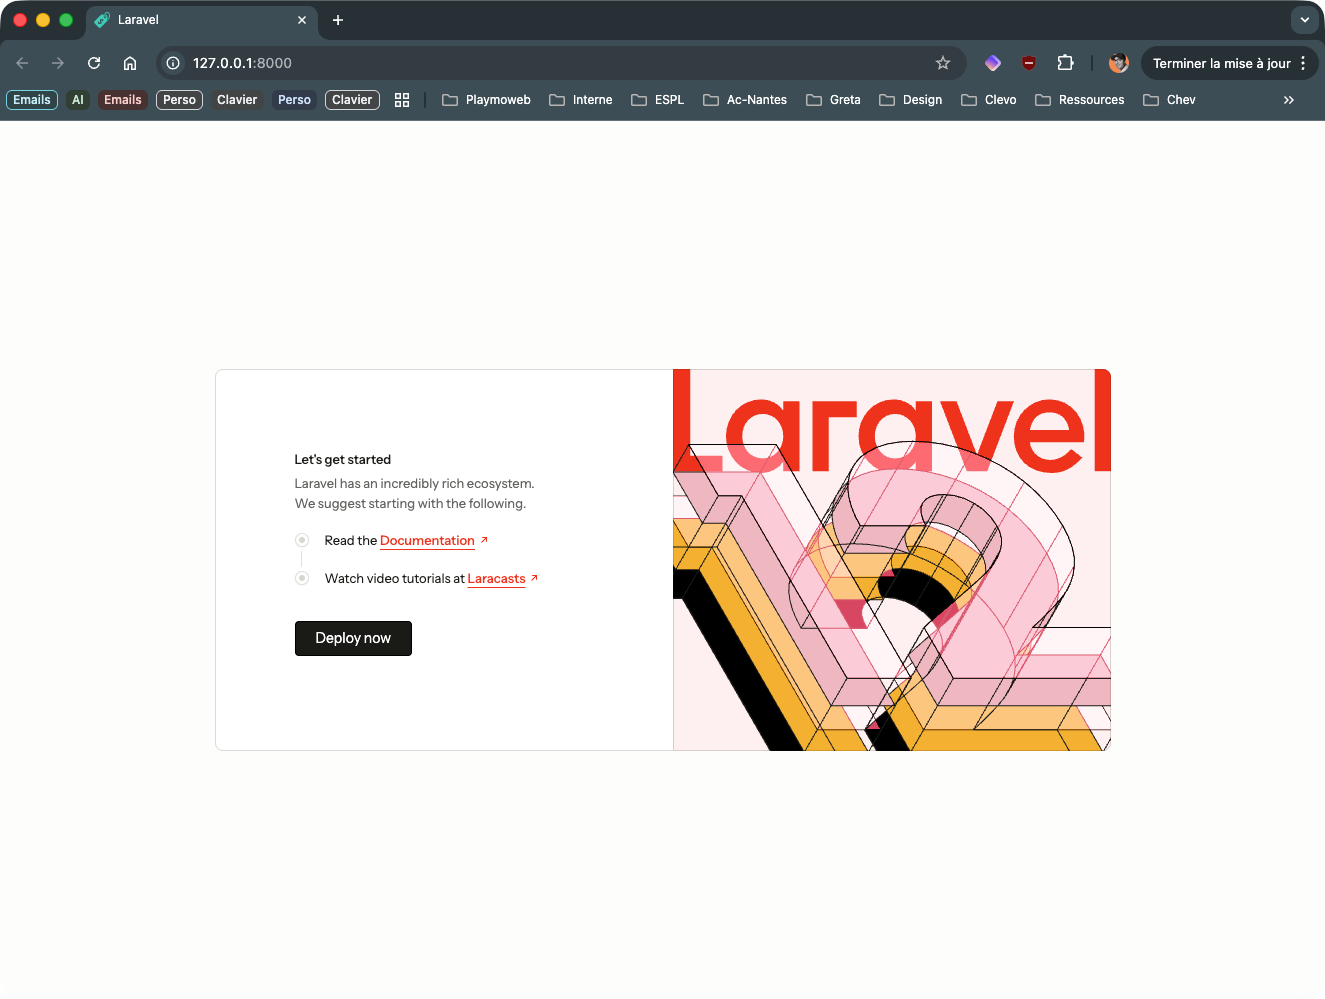 Laravel
127.0.0.1:8000
Terminer la mise à jour
Emails AI Emails Perso Clavier Perso Clavier Playmoweb Interne ESPL Ac-Nantes Greta Design Clevo Ressources Chev
Laravel
Let's get started
Laravel has an incredibly rich ecosystem.
We suggest starting with the following.
Read the Documentation
Watch video tutorials at Laracasts
Deploy now